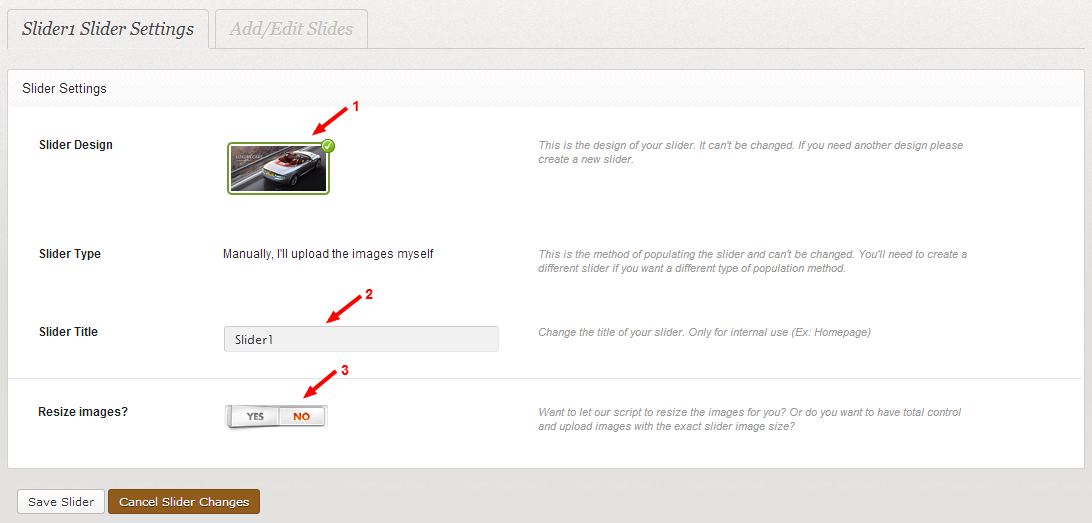 Slider1 Slider Settings
Add/Edit Slides
Slider Settings
1
Slider Design
This is the design of your slider. It can't be changed. If you need another design please
create a new slider.
Slider Type
Manually, I'll upload the images myself
This is the method of populating the slider and can't be changed. You'll need to create a
different slider if you want a different type of population method.
2
Slider Title
Slider1
Change the title of your slider. Only for internal use (Ex: Homepage)
3
Resize images?
YES NO
Want to let our script to resize the images for you? Or do you want to have total control
and upload images with the exact slider image size?
Save Slider
Cancel Slider Changes